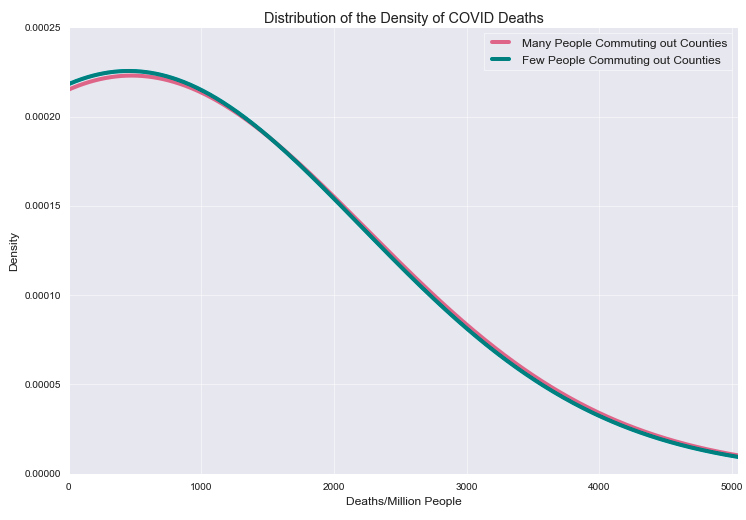 Distribution of the Density of COVID Deaths
Many People Commuting out Counties
Few People Commuting out Counties
0.00025
0.00020
0.00015
0.00010
0.00005
0.00000
Density
0 1000 2000 3000 4000 5000
Deaths/Million People